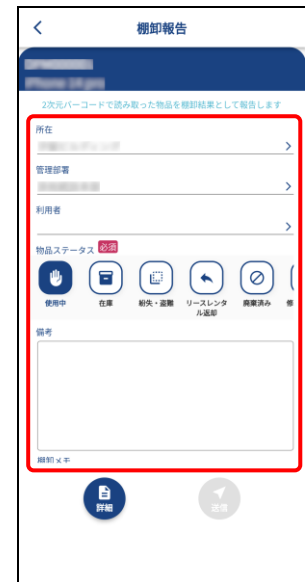 棚卸報告
2次元バーコードで読み取った物品を棚卸結果として報告します
所在
管理部署
利用者
物品ステータス 必須
使用中
在庫
紛失・盗難
リースレンタ
ル返却
廃棄済み
修
備考
棚卸メモ
詳細
送信